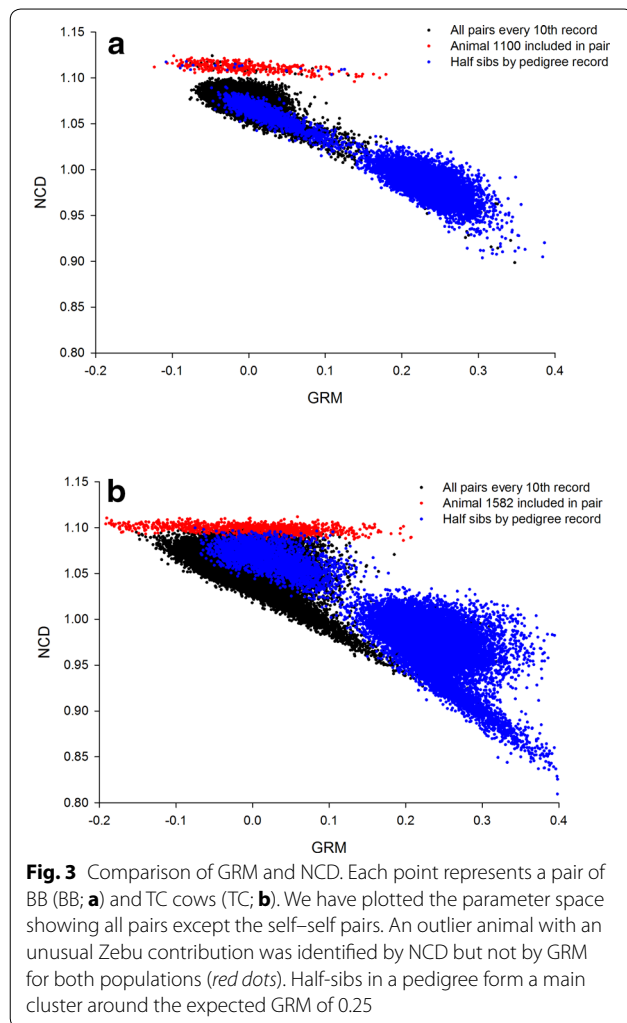 a
All pairs every 10th record
Animal 1100 included in pair
Half sibs by pedigree record
NCD
1.15
1.10
1.05
1.00
0.95
0.90
0.80
-0.2 -0.1 0.0 0.1 0.2 0.3 0.4
GRM
b
All pairs every 10th record
Animal 1582 included in pair
Half sibs by pedigree record
NCD
1.15
1.10
1.05
1.00
0.95
0.90
0.85
0.80
-0.2 -0.1 0.0 0.1 0.2 0.3 0.4
GRM
Fig. 3 Comparison of GRM and NCD. Each point represents a pair of
BB (BB; a) and TC cows (TC; b). We have plotted the parameter space
showing all pairs except the self–self pairs. An outlier animal with an
unusual Zebu contribution was identified by NCD but not by GRM
for both populations (red dots). Half-sibs in a pedigree form a main
cluster around the expected GRM of 0.25